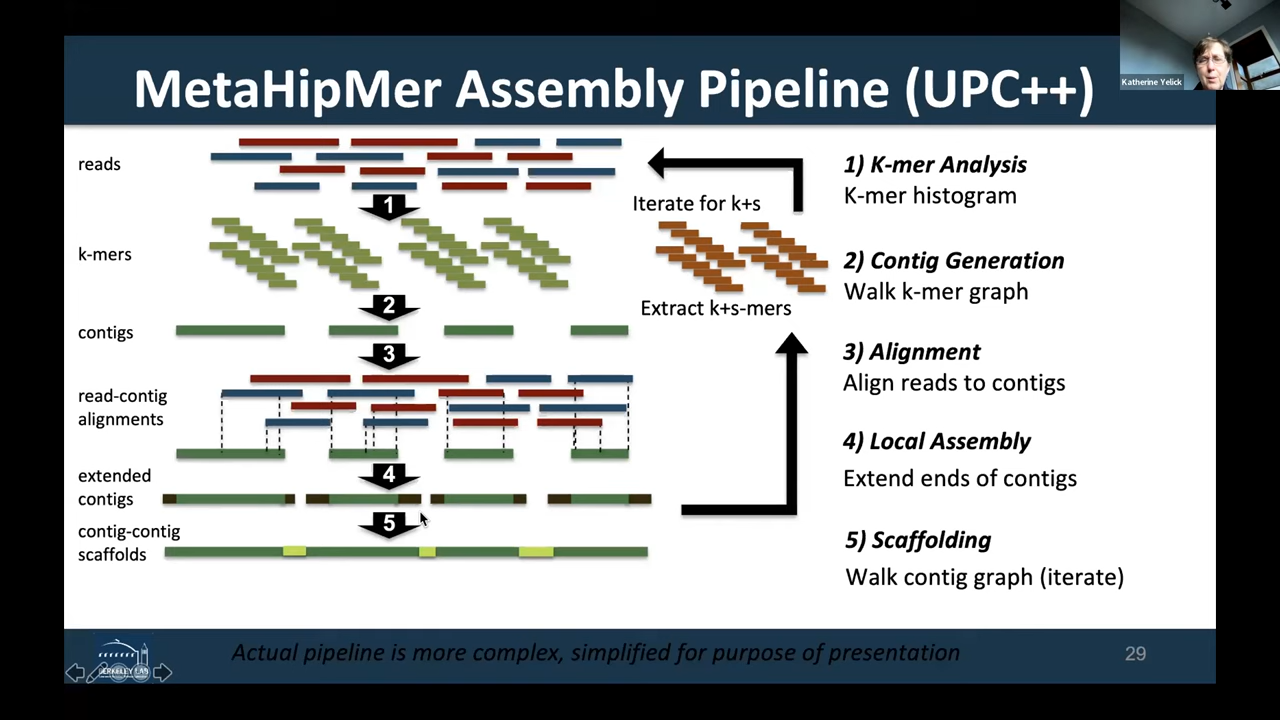 MetaHipMer Assembly Pipeline (UPC++)
Katherine Yelick
reads
1
k-mers
2
contigs
3
read-contig
alignments
4
extended
contigs
5
contig-contig
scaffolds
Iterate for k+s
Extract k+s-mers
1) K-mer Analysis
K-mer histogram
2) Contig Generation
Walk k-mer graph
3) Alignment
Align reads to contigs
4) Local Assembly
Extend ends of contigs
5) Scaffolding
Walk contig graph (iterate)
BERKELEY LAB
Actual pipeline is more complex, simplified for purpose of presentation
29